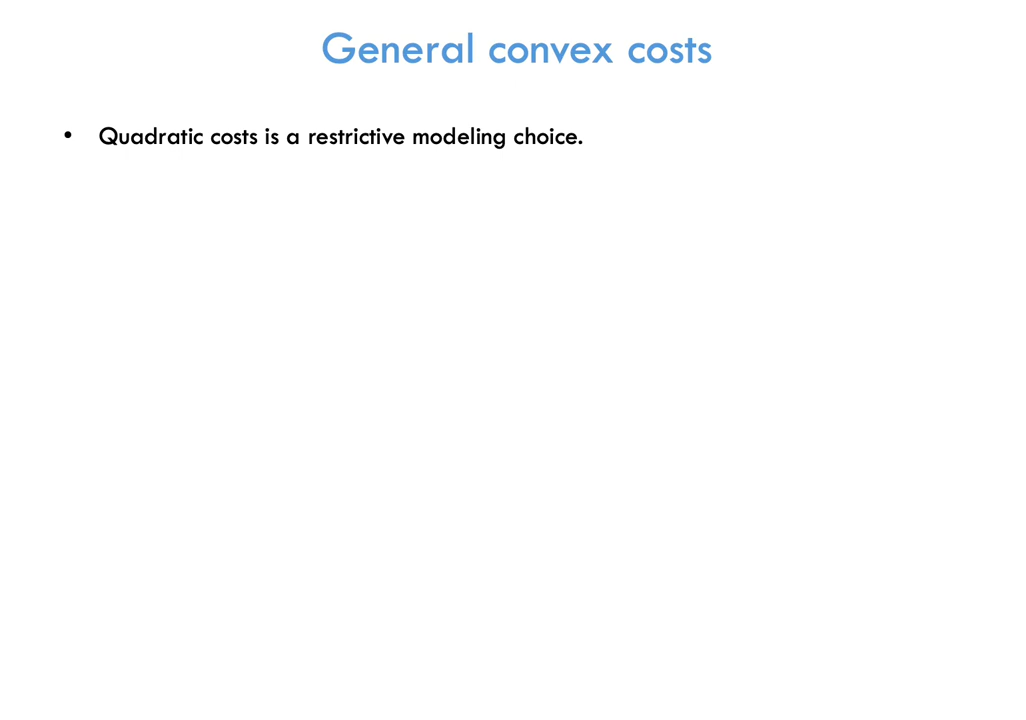 General convex costs
• Quadratic costs is a restrictive modeling choice.